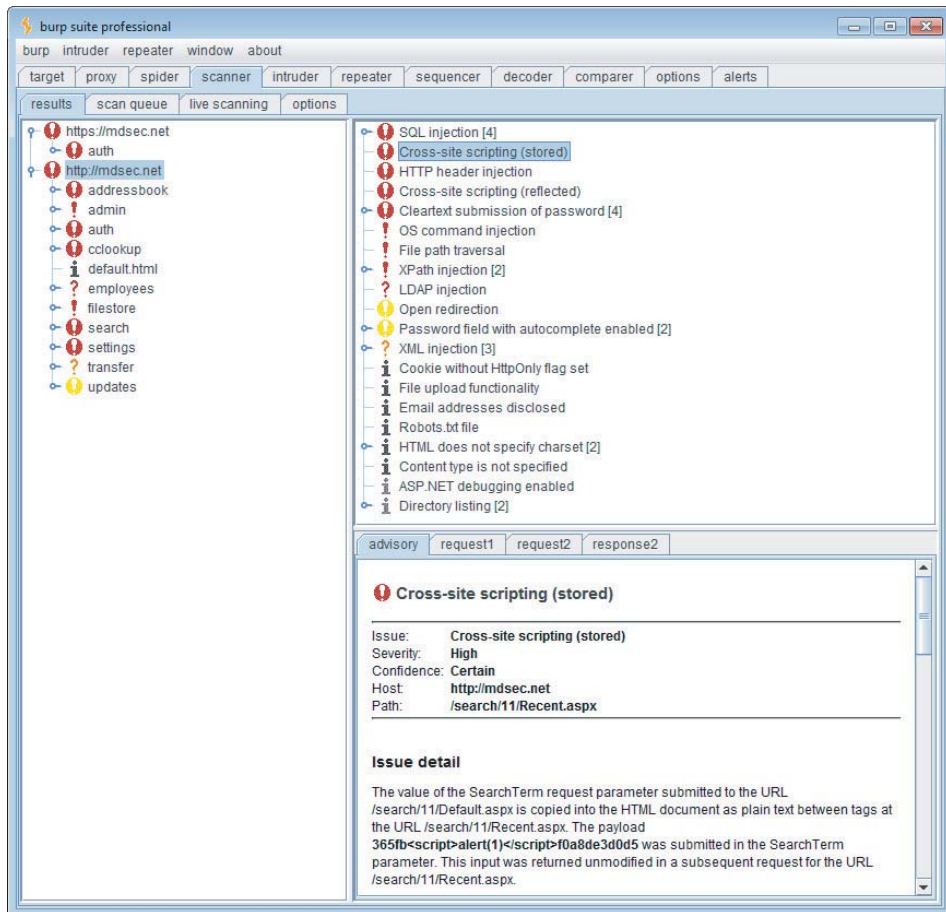 burp suite professional
burp intruder repeater window about
target proxy spider scanner intruder repeater sequencer decoder comparer options alerts
results scan queue live scanning options
https://mdsec.net
auth
http://mdsec.net
addressbook
admin
auth
cclookup
default.html
employees
filestore
search
settings
transfer
updates
SQL injection [4]
Cross-site scripting (stored)
HTTP header injection
Cross-site scripting (reflected)
Cleartext submission of password [4]
OS command injection
File path traversal
XPath injection [2]
LDAP injection
Open redirection
Password field with autocomplete enabled [2]
XML injection [3]
Cookie without HttpOnly flag set
File upload functionality
Email addresses disclosed
Robots.txt file
HTML does not specify charset [2]
Content type is not specified
ASP.NET debugging enabled
Directory listing [2]
advisory request1 request2 response2
Cross-site scripting (stored)
Issue: Cross-site scripting (stored)
Severity: High
Confidence: Certain
Host: http://mdsec.net
Path: /search/11/Recent.aspx
Issue detail
The value of the SearchTerm request parameter submitted to the URL
/search/11/Default.aspx is copied into the HTML document as plain text between tags at
the URL /search/11/Recent.aspx. The payload
365fb<script>alert(1)</script>f0a8de3d0d5 was submitted in the SearchTerm
parameter. This input was returned unmodified in a subsequent request for the URL
/search/11/Recent.aspx.